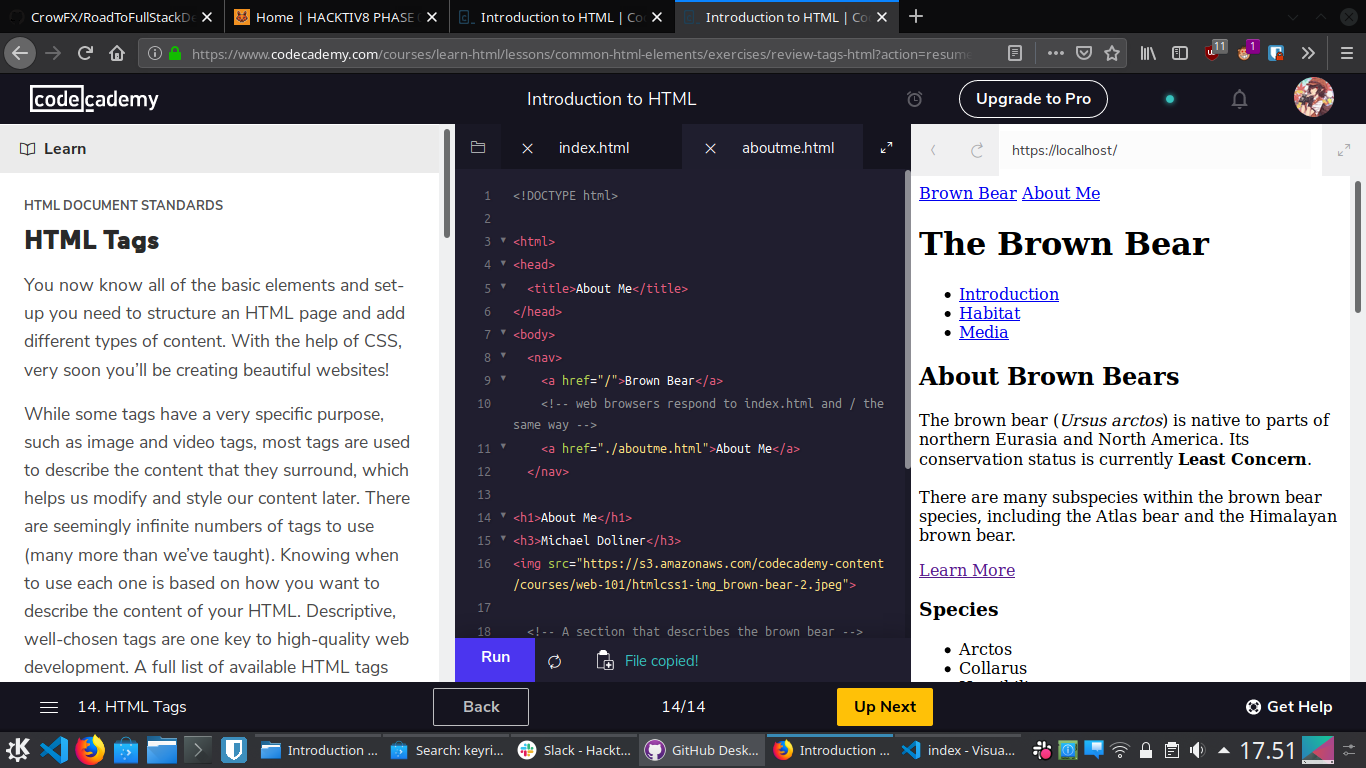 CrowFX/RoadToFullStackDe
Home | HACKTIV8 PHASE
Introduction to HTML | Co
Introduction to HTML | Co
https://www.codecademy.com/courses/learn-html/lessons/common-html-elements/exercises/review-tags-html?action=resume
11
1
codecademy
Introduction to HTML
Upgrade to Pro
Learn
HTML DOCUMENT STANDARDS
HTML Tags
You now know all of the basic elements and set-
up you need to structure an HTML page and add
different types of content. With the help of CSS,
very soon you’ll be creating beautiful websites!
While some tags have a very specific purpose,
such as image and video tags, most tags are used
to describe the content that they surround, which
helps us modify and style our content later. There
are seemingly infinite numbers of tags to use
(many more than we’ve taught). Knowing when
to use each one is based on how you want to
describe the content of your HTML. Descriptive,
well-chosen tags are one key to high-quality web
development. A full list of available HTML tags
index.html
aboutme.html
1 <!DOCTYPE html>
2
3 <html>
4 <head>
5 <title>About Me</title>
6 </head>
7 <body>
8 <nav>
9 <a href="/">Brown Bear</a>
10 <!-- web browsers respond to index.html and / the
same way -->
11 <a href="./aboutme.html">About Me</a>
12 </nav>
13
14 <h1>About Me</h1>
15 <h3>Michael Doliner</h3>
16 <img src="https://s3.amazonaws.com/codecademy-content
/courses/web-101/htmlcss1-img_brown-bear-2.jpeg">
17
18 <!-- A section that describes the brown bear -->
Run
File copied!
https://localhost/
Brown Bear About Me
The Brown Bear
Introduction
Habitat
Media
About Brown Bears
The brown bear (Ursus arctos) is native to parts of
northern Eurasia and North America. Its
conservation status is currently Least Concern.
There are many subspecies within the brown bear
species, including the Atlas bear and the Himalayan
brown bear.
Learn More
Species
Arctos
Collarus
14. HTML Tags
Back
14/14
Up Next
Get Help
Introduction ...
Search: keyri...
Slack - Hackt...
GitHub Desk...
Introduction ...
index - Visua...
17.51